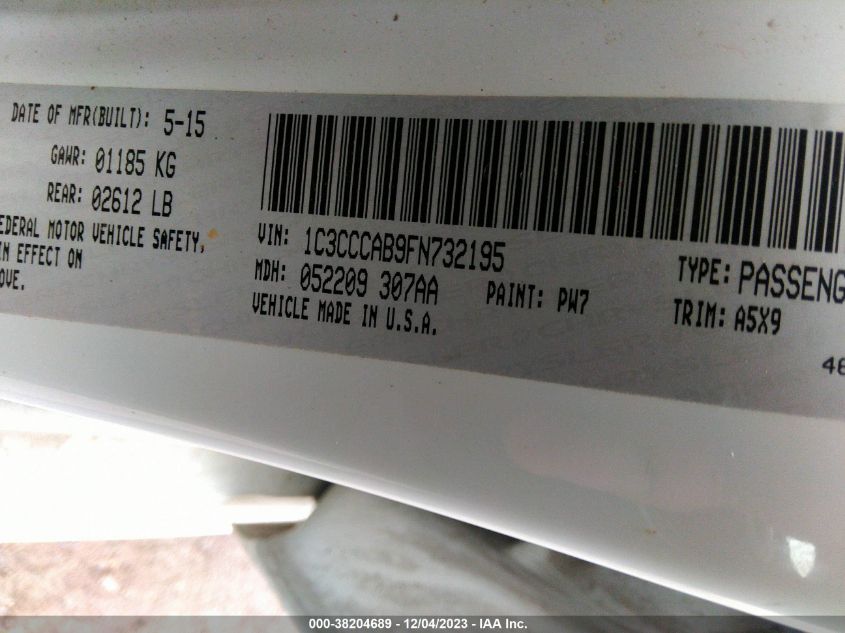 DATE OF MFR(BUILT): 5-15
GAWR: 01185 KG
REAR: 02612 LB
FEDERAL MOTOR VEHICLE SAFETY,
IN EFFECT ON
OVE.
VIN: 1C3CCCAB9FN732195
MDH: 052209 307AA
PAINT: PW7
VEHICLE MADE IN U.S.A.
TYPE: PASSENG
TRIM: A5X9
46
000-38204689 - 12/04/2023 - IAA Inc.